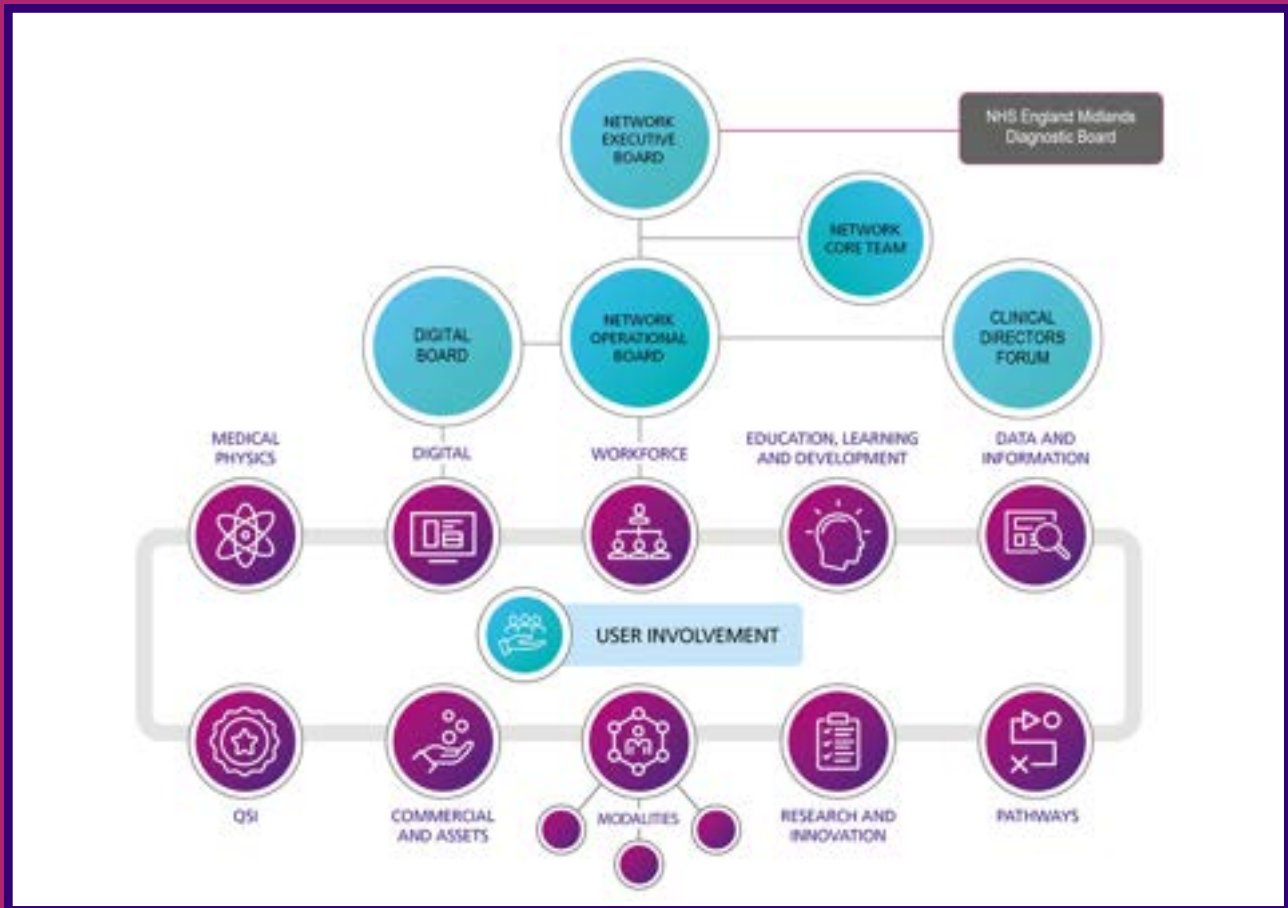 NETWORK
EXECUTIVE
BOARD
NHS England Midlands
Diagnostic Board
NETWORK
CORE TEAM
DIGITAL
BOARD
NETWORK
OPERATIONAL
BOARD
CLINICAL
DIRECTORS
FORUM
MEDICAL
PHYSICS
DIGITAL
WORKFORCE
EDUCATION, LEARNING
AND DEVELOPMENT
DATA AND
INFORMATION
USER INVOLVEMENT
QSI
COMMERCIAL
AND ASSETS
MODALITIES
RESEARCH AND
INNOVATION
PATHWAYS